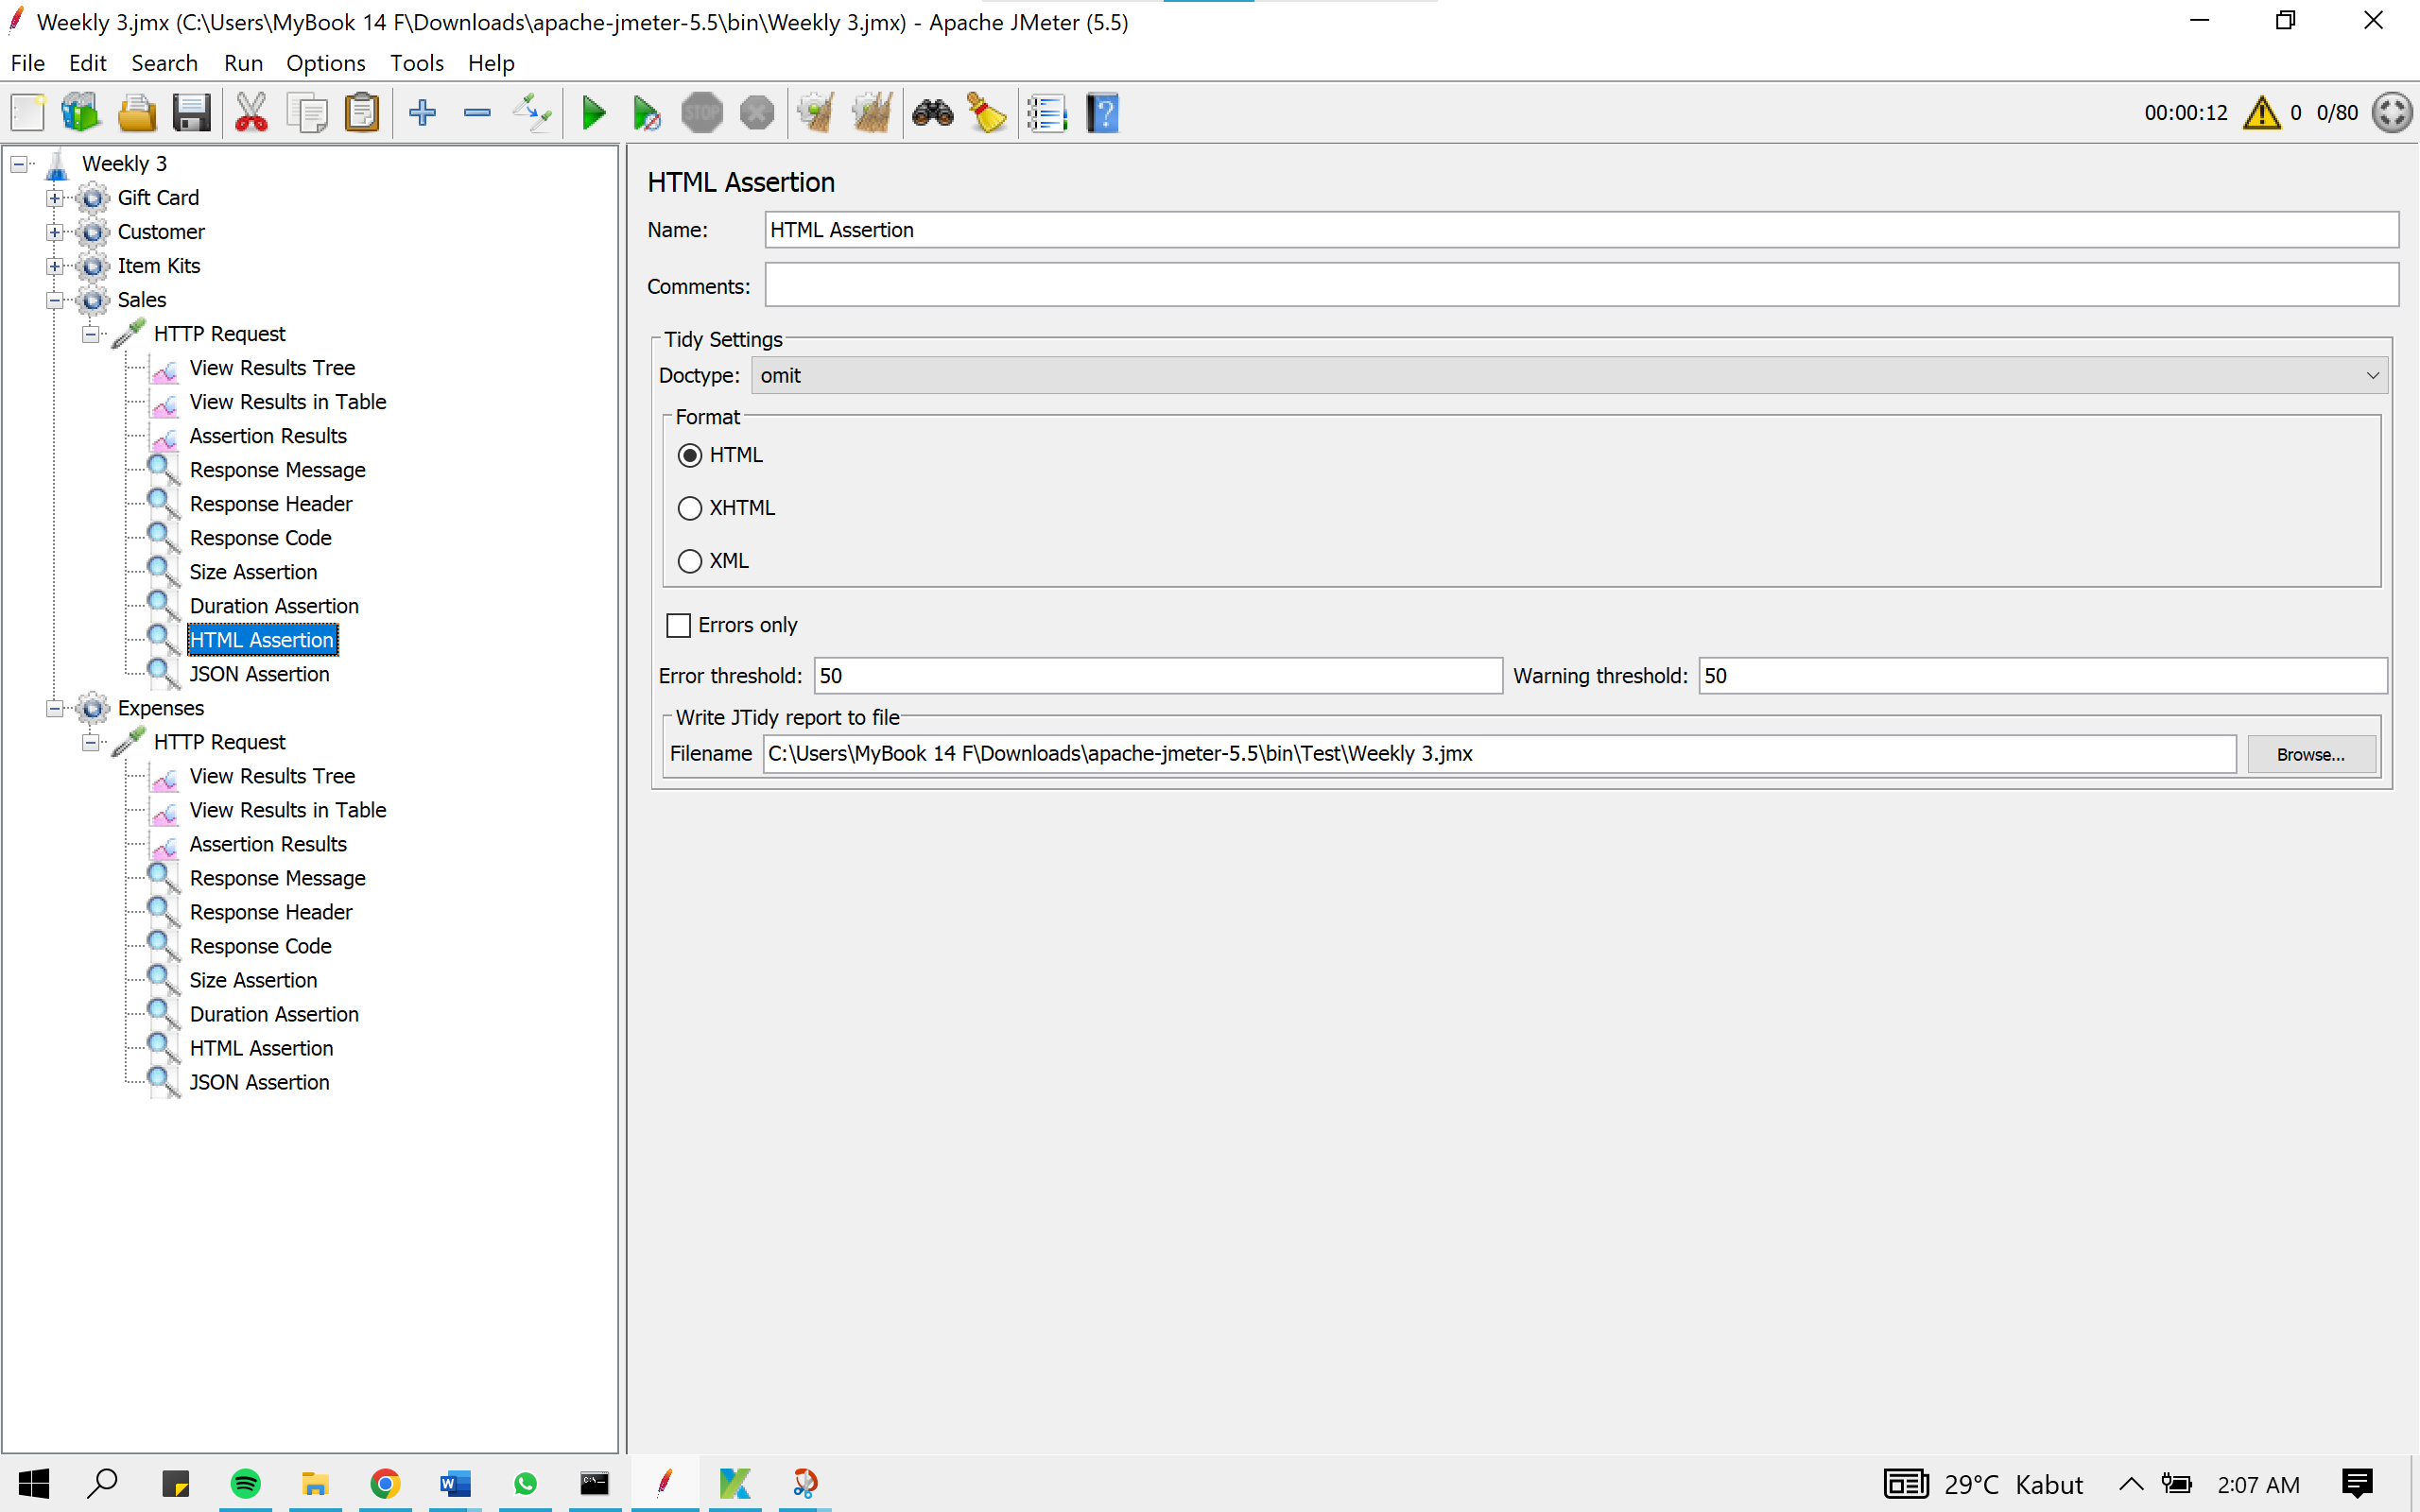 Weekly 3.jmx (C:\Users\MyBook 14 F\Downloads\apache-jmeter-5.5\bin\Weekly 3.jmx) - Apache JMeter (5.5)
File Edit Search Run Options Tools Help
STOP 00:00:12 0 0/80
Weekly 3
Gift Card
Customer
Item Kits
Sales
HTTP Request
View Results Tree
View Results in Table
Assertion Results
Response Message
Response Header
Response Code
Size Assertion
Duration Assertion
HTML Assertion
JSON Assertion
Expenses
HTTP Request
View Results Tree
View Results in Table
Assertion Results
Response Message
Response Header
Response Code
Size Assertion
Duration Assertion
HTML Assertion
JSON Assertion
HTML Assertion
Name: HTML Assertion
Comments:
Tidy Settings
Doctype: omit
Format
HTML
XHTML
XML
Errors only
Error threshold: 50 Warning threshold: 50
Write JTidy report to file
Filename C:\Users\MyBook 14 F\Downloads\apache-jmeter-5.5\bin\Test\Weekly 3.jmx Browse...
29°C Kabut 2:07 AM